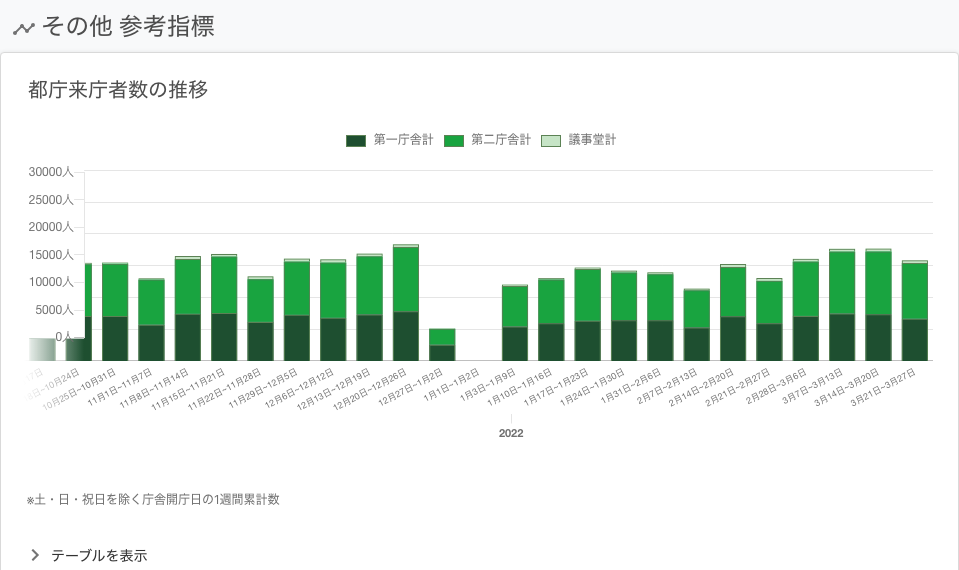 その他 参考指標
都庁来庁者数の推移
第一庁舎計 第二庁舎計 議事堂計
30000人
25000人
20000人
15000人
10000人
5000人
0人
10月25日~10月31日
11月1日~11月7日
11月8日~11月14日
11月15日~11月21日
11月22日~11月28日
11月29日~12月5日
12月6日~12月12日
12月13日~12月19日
12月20日~12月26日
12月27日~1月2日
1月1日~1月2日
1月3日~1月9日
1月10日~1月16日
1月17日~1月23日
1月24日~1月30日
1月31日~2月6日
2月7日~2月13日
2月14日~2月20日
2月21日~2月27日
2月28日~3月6日
3月7日~3月13日
3月14日~3月20日
3月21日~3月27日
2022
※土・日・祝日を除く庁舎開庁日の1週間累計数
テーブルを表示